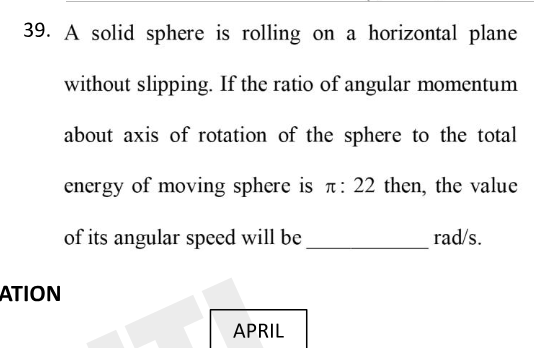 39. A solid sphere is rolling on a horizontal plane
without slipping. If the ratio of angular momentum
about axis of rotation of the sphere to the total
energy of moving sphere is π: 22 then, the value
of its angular speed will be ____________ rad/s.
ATION
APRIL